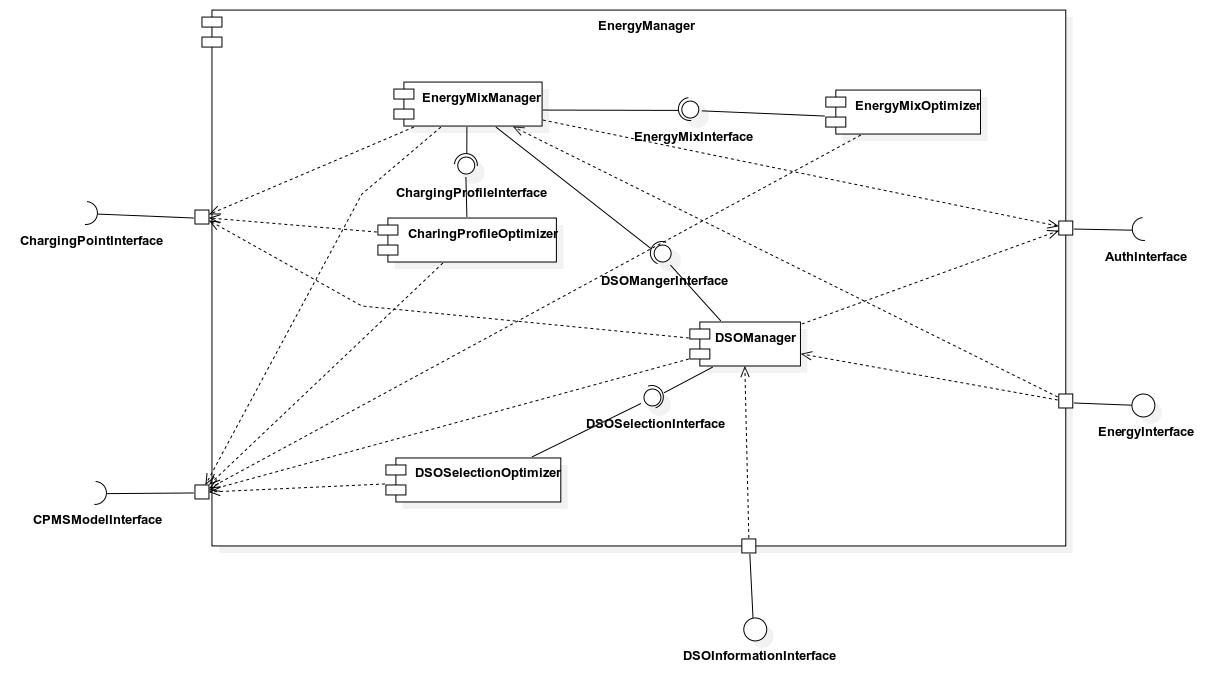 EnergyManager
EnergyMixManager
EnergyMixOptimizer
EnergyMixInterface
ChargingProfileInterface
CharingProfileOptimizer
ChargingPointInterface
AuthInterface
DSOMangerInterface
DSOManager
DSOSelectionInterface
EnergyInterface
DSOSelectionOptimizer
CPMSModelInterface
DSOInformationInterface